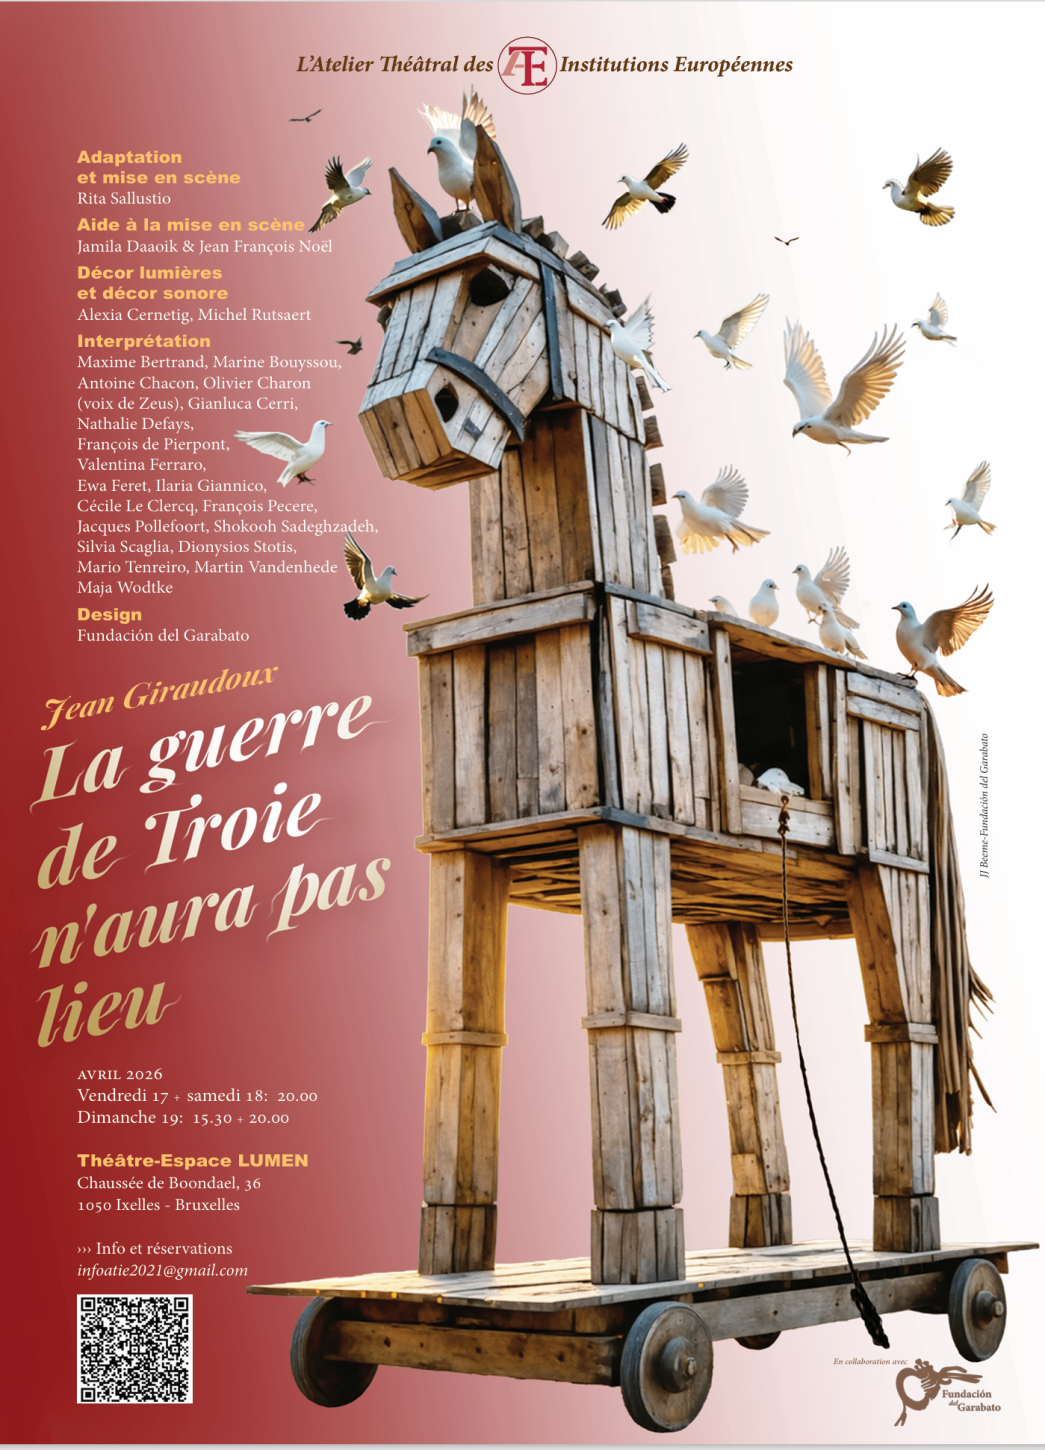 L'Atelier Théâtral des ÆE Institutions Européennes
Adaptation
et mise en scène
Rita Sallustio
Aide à la mise en scène
Jamila Daaoik & Jean François Noël
Décor lumières
et décor sonore
Alexia Cernetig, Michel Rutsaert
Interprétation
Maxime Bertrand, Marine Bouyssou,
Antoine Chacon, Olivier Charon
(voix de Zeus), Gianluca Cerri,
Nathalie Defays,
François de Pierpont,
Valentina Ferraro,
Ewa Feret, Ilaria Giannico,
Cécile Le Clercq, François Pecere,
Jacques Pollefoort, Shokooh Sadeghzadeh,
Silvia Scaglia, Dionysios Stotis,
Mario Tenreiro, Martin Vandenhede
Maja Wodtke
Design
Fundación del Garabato
Jean Giraudoux
La guerre
de Troie
n'aura pas
lieu
AVRIL 2026
Vendredi 17 + samedi 18: 20.00
Dimanche 19: 15.30 + 20.00
Théâtre-Espace LUMEN
Chaussée de Boondael, 36
1050 Ixelles - Bruxelles
››› Info et réservations
infoatie2021@gmail.com
JJ Beeme-Fundación del Garabato
En collaboration avec
Fundación
del Garabato